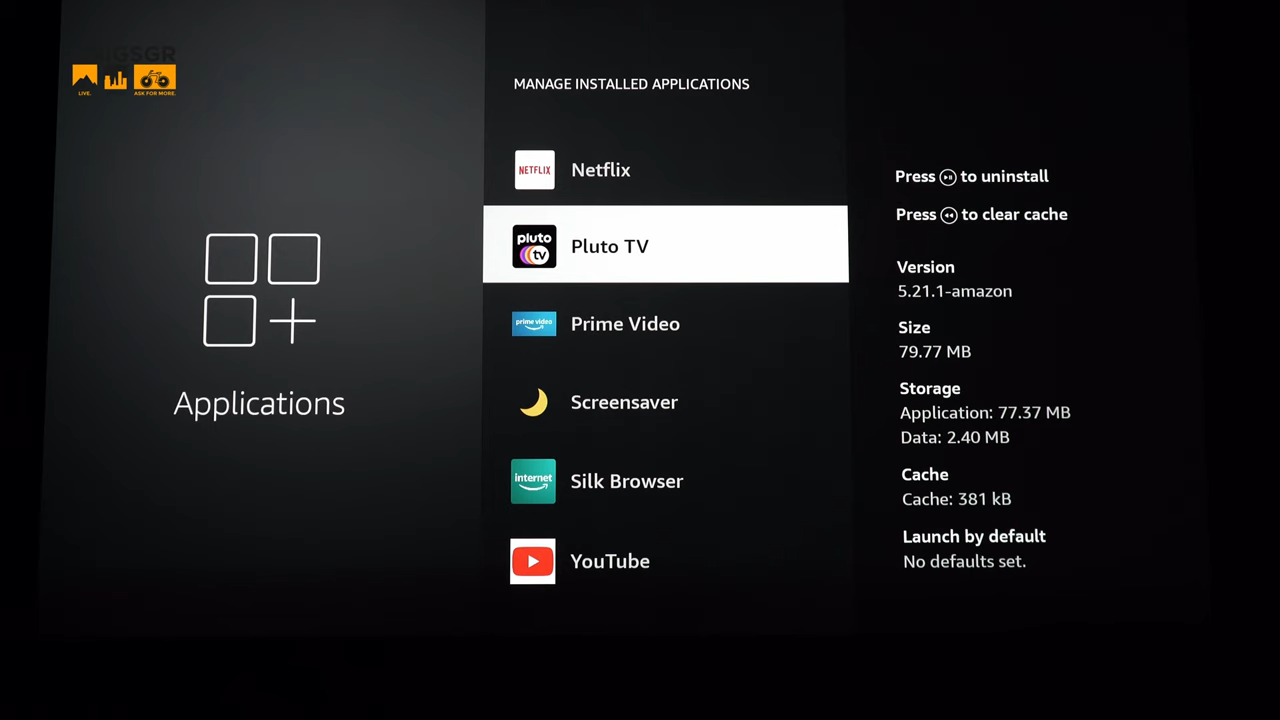 LIVE.
ASK FOR MORE.
Applications
MANAGE INSTALLED APPLICATIONS
NETFLIX
Netflix
pluto
tv
Pluto TV
prime video
Prime Video
Screensaver
internet
Silk Browser
YouTube
Press to uninstall
Press to clear cache
Version
5.21.1-amazon
Size
79.77 MB
Storage
Application: 77.37 MB
Data: 2.40 MB
Cache
Cache: 381 kB
Launch by default
No defaults set.